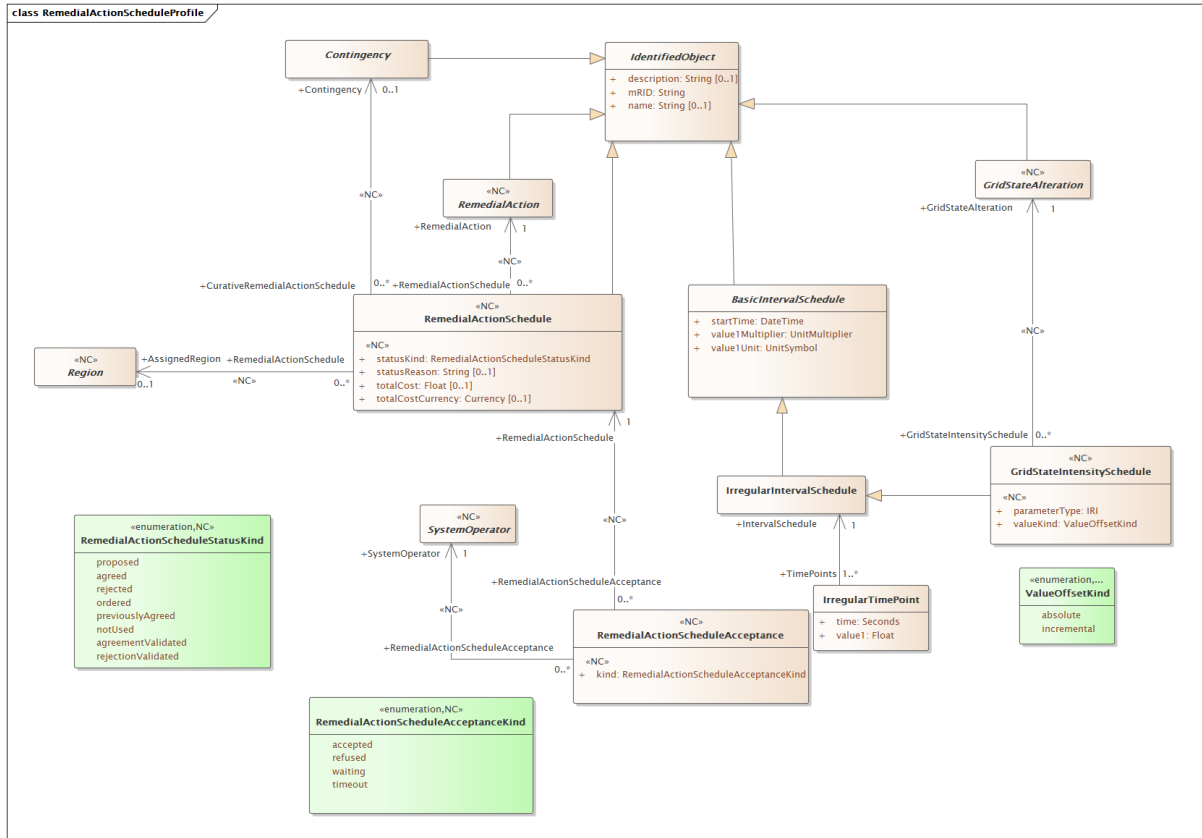 class RemedialActionScheduleProfile
Contingency
+Contingency
0..1
IdentifiedObject
+ description: String [0..1]
+ mRID: String
+ name: String [0..1]
«NC»
RemedialAction
+RemedialAction
1
«NC»
GridStateAlteration
+GridStateAlteration
1
«NC»
«NC»
+CurativeRemedialActionSchedule
0..*
+RemedialActionSchedule
0..*
«NC»
RemedialActionSchedule
«NC»
+ statusKind: RemedialActionScheduleStatusKind
+ statusReason: String [0..1]
+ totalCost: Float [0..1]
+ totalCostCurrency: Currency [0..1]
BasicIntervalSchedule
+ startTime: DateTime
+ value1Multiplier: UnitMultiplier
+ value1Unit: UnitSymbol
«NC»
«NC»
Region
+AssignedRegion
0..1
«NC»
+RemedialActionSchedule
0..*
1
+RemedialActionSchedule
+GridStateIntensitySchedule
0..*
«NC»
GridStateIntensitySchedule
«NC»
+ parameterType: IRI
+ valueKind: ValueOffsetKind
IrregularIntervalSchedule
+IntervalSchedule
1
«NC»
SystemOperator
+SystemOperator
1
«NC»
«enumeration,NC»
RemedialActionScheduleStatusKind
proposed
agreed
rejected
ordered
previouslyAgreed
notUsed
agreementValidated
rejectionValidated
+TimePoints
1..*
IrregularTimePoint
+ time: Seconds
+ value1: Float
«enumeration,...
ValueOffsetKind
absolute
incremental
+RemedialActionScheduleAcceptance
0..*
«NC»
«NC»
RemedialActionScheduleAcceptance
«NC»
+ kind: RemedialActionScheduleAcceptanceKind
+RemedialActionScheduleAcceptance
0..*
«enumeration,NC»
RemedialActionScheduleAcceptanceKind
accepted
refused
waiting
timeout